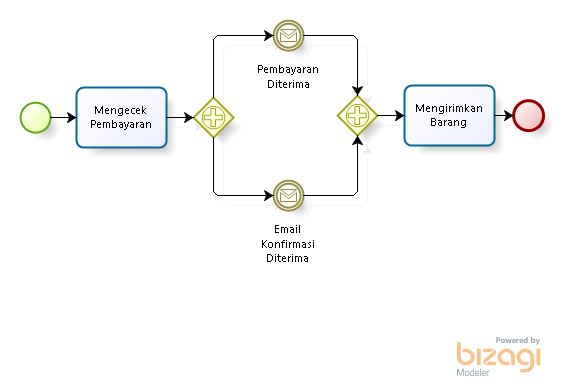 Pembayaran
Diterima
Mengecek
Pembayaran
Mengirimkan
Barang
Email
Konfirmasi
Diterima
Powered by
bizagi
Modeler